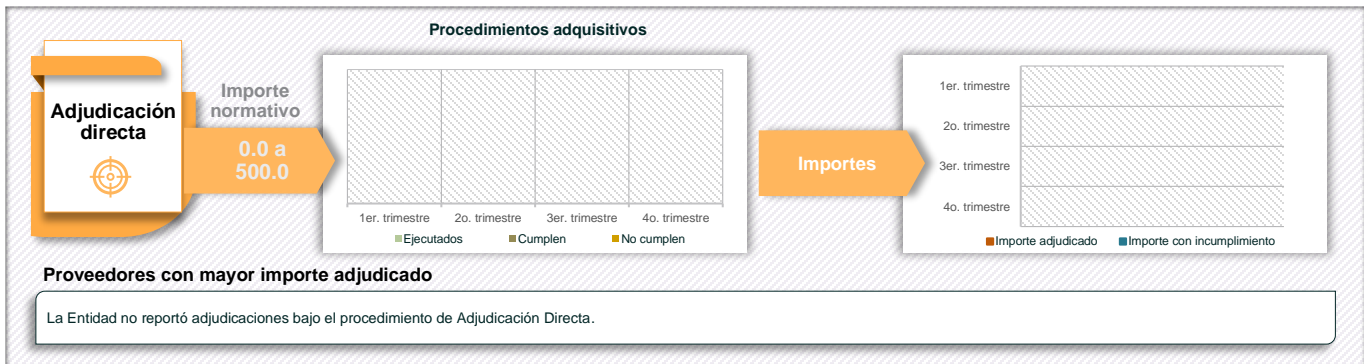 Procedimientos adquisitivos
Adjudicación
directa
Importe
normativo
0.0 a
500.0
1er. trimestre 2o. trimestre 3er. trimestre 4o. trimestre
Ejecutados Cumplen No cumplen
Importes
1er. trimestre
2o. trimestre
3er. trimestre
4o. trimestre
Importe adjudicado Importe con incumplimiento
Proveedores con mayor importe adjudicado
La Entidad no reportó adjudicaciones bajo el procedimiento de Adjudicación Directa.